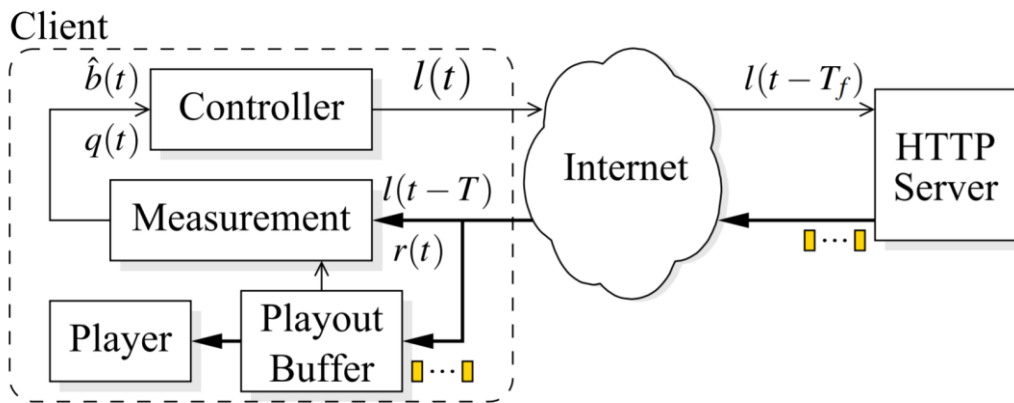 Client
b̂(t)
q(t)
Controller
l(t)
l(t − T_f)
Internet
HTTP
Server
Measurement
l(t − T)
r(t)
Player
Playout
Buffer
···
···